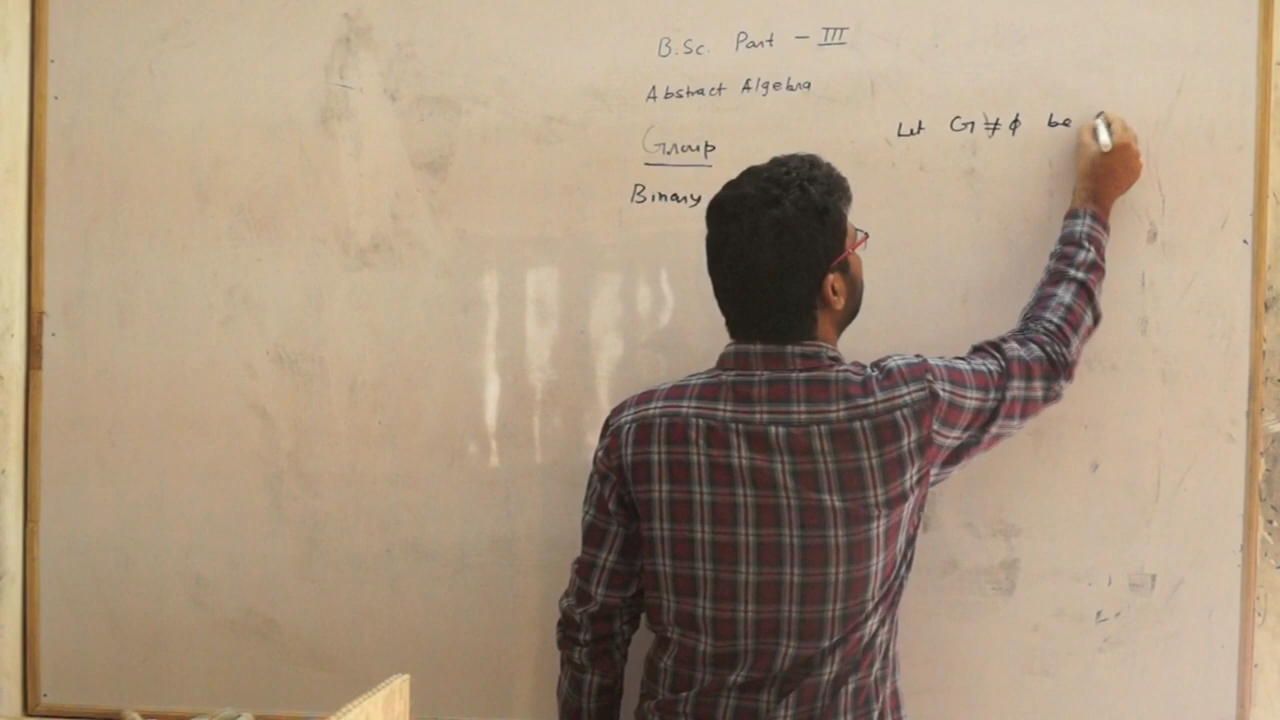 B.Sc. Part - III
Abstract Algebra
Group
Binary
Let G ≠ ϕ be